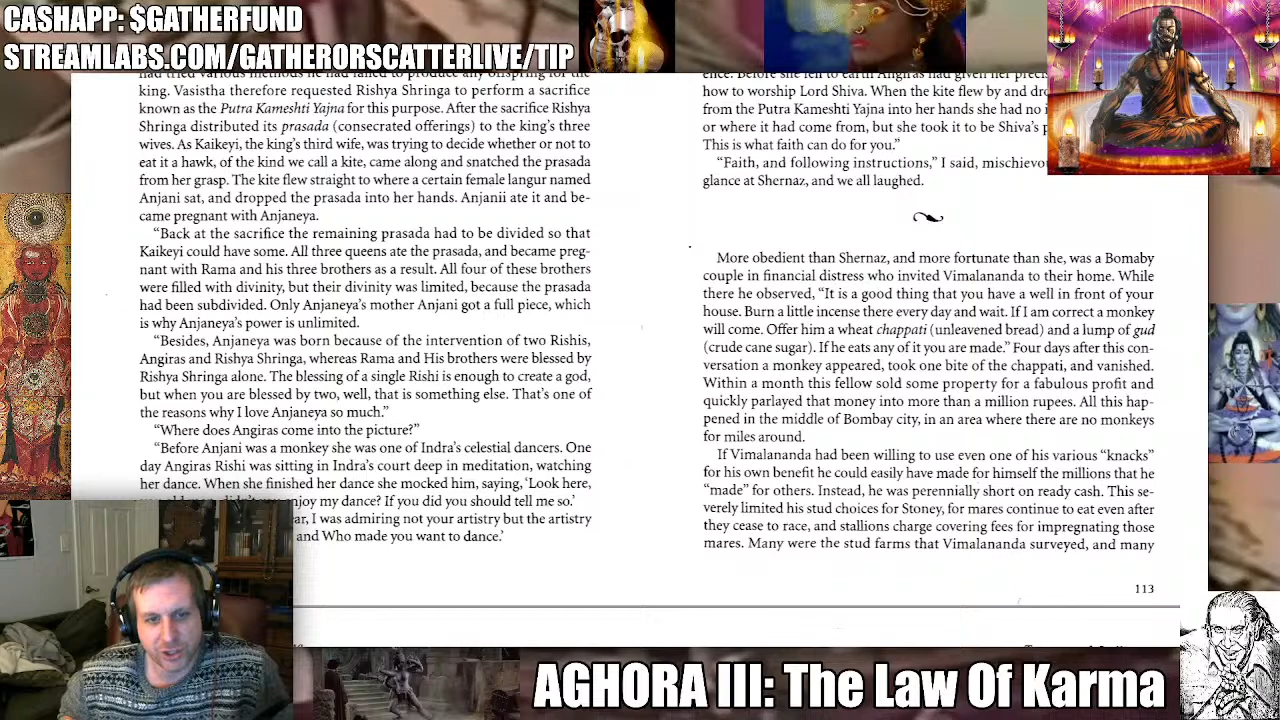 CASHAPP: $GATHERFUND
STREAMLABS.COM/GATHERORSCATTERLIVE/TIP
had tried various methods he had failed to produce any offspring for the
king. Vasistha therefore requested Rishya Shringa to perform a sacrifice
known as the Putra Kameshti Yajna for this purpose. After the sacrifice Rishya
Shringa distributed its prasada (consecrated offerings) to the king's three
wives. As Kaikeyi, the king's third wife, was trying to decide whether or not to
eat it a hawk, of the kind we call a kite, came along and snatched the prasada
from her grasp. The kite flew straight to where a certain female langur named
Anjani sat, and dropped the prasada into her hands. Anjanii ate it and be-
came pregnant with Anjaneya.
"Back at the sacrifice the remaining prasada had to be divided so that
Kaikeyi could have some. All three queens ate the prasada, and became preg-
nant with Rama and his three brothers as a result. All four of these brothers
were filled with divinity, but their divinity was limited, because the prasada
had been subdivided. Only Anjaneya's mother Anjani got a full piece, which
is why Anjaneya's power is unlimited.
"Besides, Anjaneya was born because of the intervention of two Rishis,
Angiras and Rishya Shringa, whereas Rama and His brothers were blessed by
Rishya Shringa alone. The blessing of a single Rishi is enough to create a god,
but when you are blessed by two, well, that is something else. That's one of
the reasons why I love Anjaneya so much."
"Where does Angiras come into the picture?"
"Before Anjani was a monkey she was one of Indra's celestial dancers. One
day Angiras Rishi was sitting in Indra's court deep in meditation, watching
her dance. When she finished her dance she mocked him, saying, 'Look here,
enjoy my dance? If you did you should tell me so.'
I was admiring not your artistry but the artistry
and Who made you want to dance.'
ence. Before she fell to earth Angiras had given her
how to worship Lord Shiva. When the kite flew by and
from the Putra Kameshti Yajna into her hands she had no
or where it had come from, but she took it to be Shiva's
This is what faith can do for you."
"Faith, and following instructions," I said,
glance at Shernaz, and we all laughed.
More obedient than Shernaz, and more fortunate than she, was a Bomaby
couple in financial distress who invited Vimalananda to their home. While
there he observed, "It is a good thing that you have a well in front of your
house. Burn a little incense there every day and wait. If I am correct a monkey
will come. Offer him a wheat chappati (unleavened bread) and a lump of gud
(crude cane sugar). If he eats any of it you are made." Four days after this con-
versation a monkey appeared, took one bite of the chappati, and vanished.
Within a month this fellow sold some property for a fabulous profit and
quickly parlayed that money into more than a million rupees. All this hap-
pened in the middle of Bombay city, in an area where there are no monkeys
for miles around.
If Vimalananda had been willing to use even one of his various "knacks"
for his own benefit he could easily have made for himself the millions that he
"made" for others. Instead, he was perennially short on ready cash. This se-
verely limited his stud choices for Stoney, for mares continue to eat even after
they cease to race, and stallions charge covering fees for impregnating those
mares. Many were the stud farms that Vimalananda surveyed, and many
113
AGHORA III: The Law Of Karma